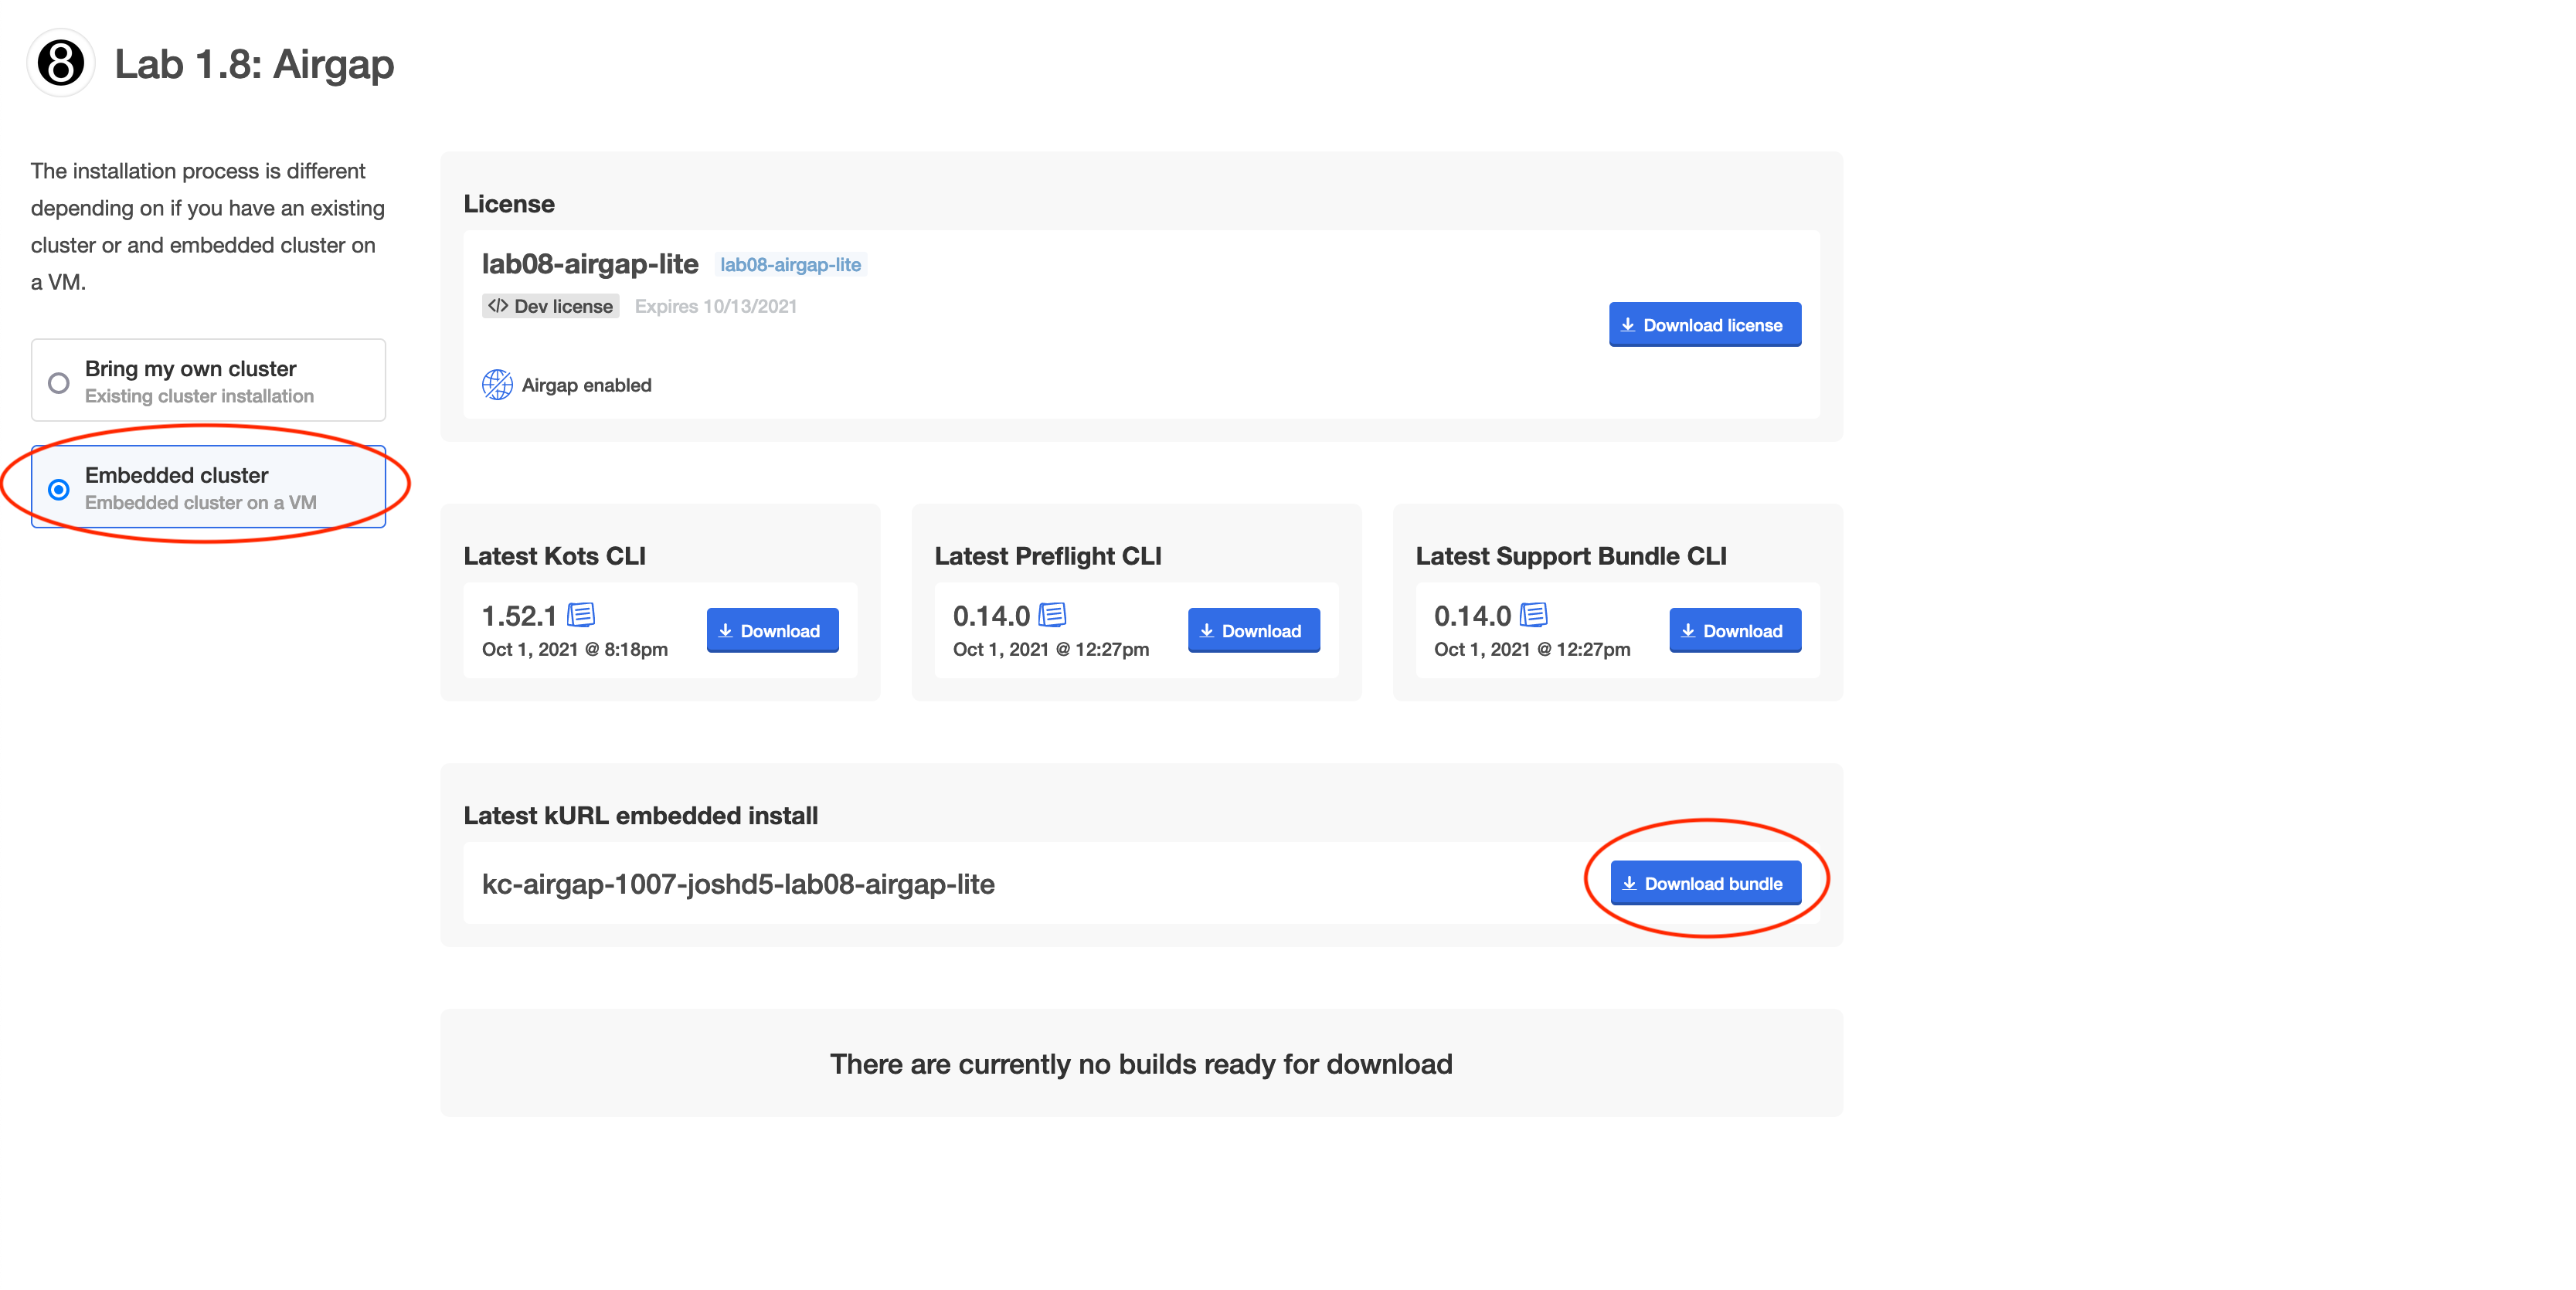 8 Lab 1.8: Airgap
The installation process is different
depending on if you have an existing
cluster or and embedded cluster on
a VM.
Bring my own cluster
Existing cluster installation
Embedded cluster
Embedded cluster on a VM
License
lab08-airgap-lite lab08-airgap-lite
</> Dev license Expires 10/13/2021
Download license
Airgap enabled
Latest Kots CLI
1.52.1
Oct 1, 2021 @ 8:18pm
Download
Latest Preflight CLI
0.14.0
Oct 1, 2021 @ 12:27pm
Download
Latest Support Bundle CLI
0.14.0
Oct 1, 2021 @ 12:27pm
Download
Latest kURL embedded install
kc-airgap-1007-joshd5-lab08-airgap-lite
Download bundle
There are currently no builds ready for download